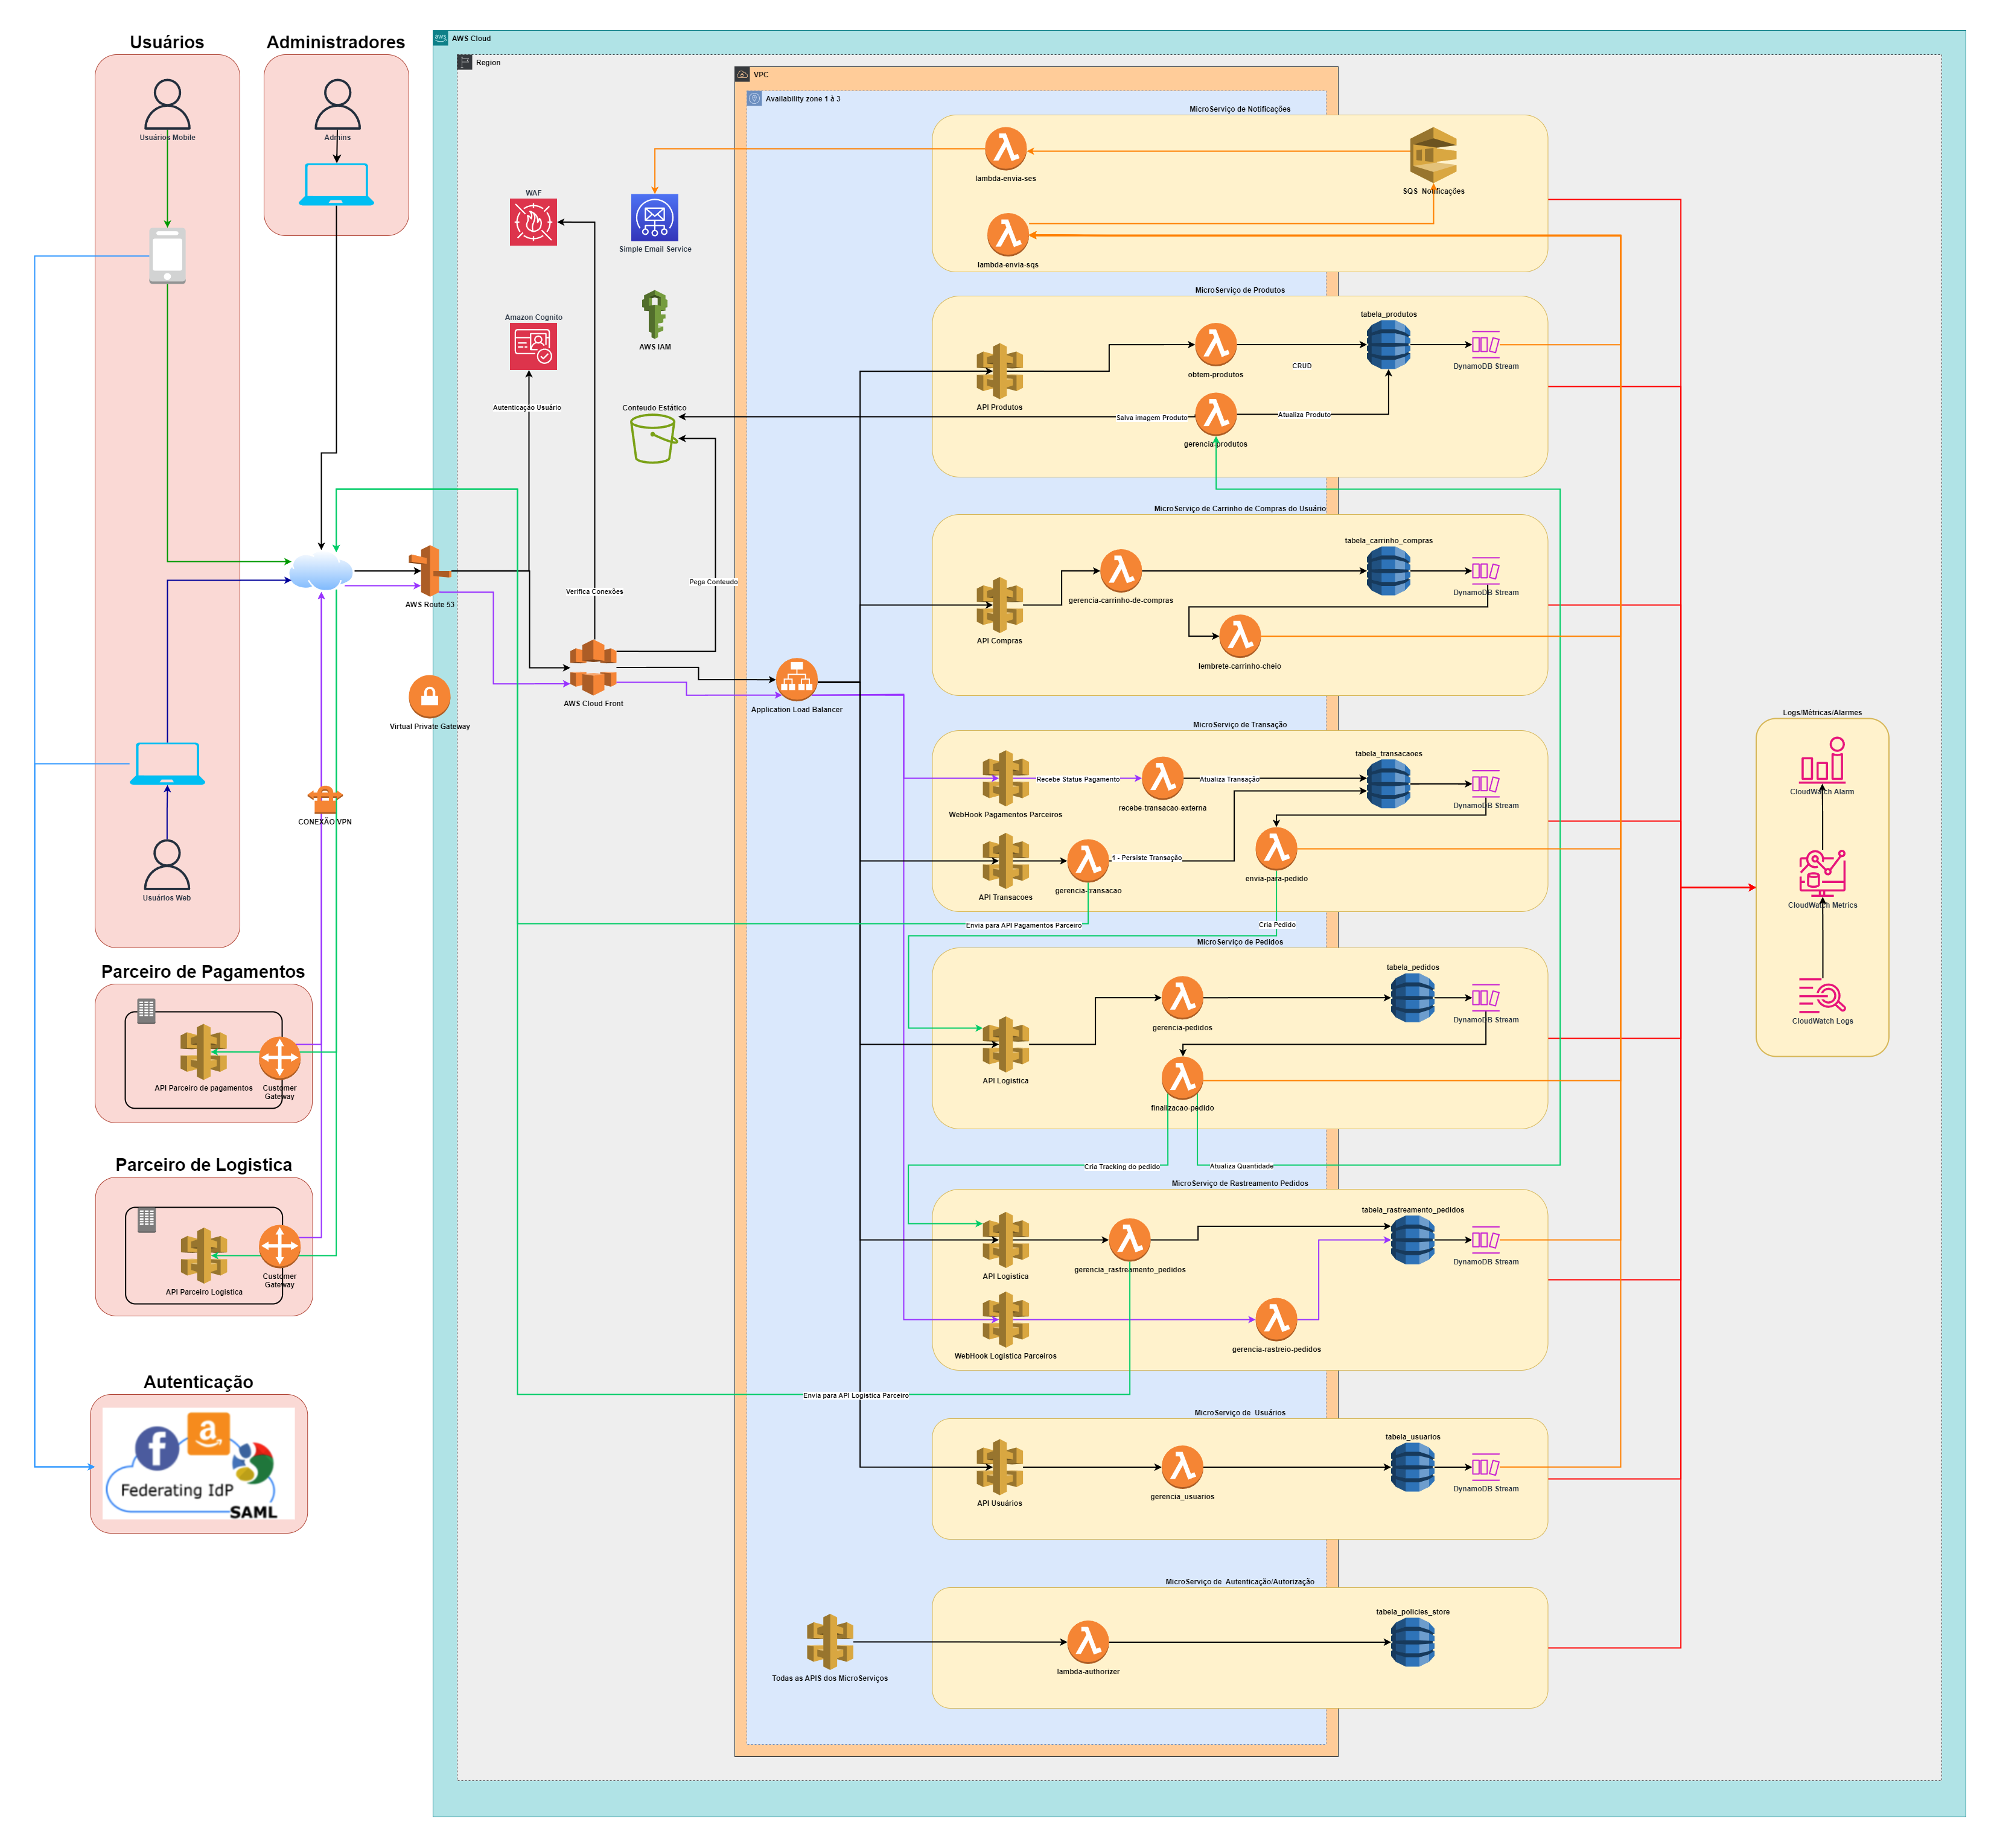 Usuários
Administradores
AWS Cloud
Region
VPC
Availability zone 1 à 3
Usuários Mobile
Admins
MicroServiço de Notificações
lambda-envia-ses
SQS Notificações
lambda-envia-sqs
WAF
Simple Email Service
Amazon Cognito
AWS IAM
Autenticação Usuário
Conteudo Estático
MicroServiço de Produtos
tabela_produtos
obtem-produtos
CRUD
DynamoDB Stream
API Produtos
Salva imagem Produto
Atualiza Produto
gerencia-produtos
MicroServiço de Carrinho de Compras do Usuário
tabela_carrinho_compras
gerencia-carrinho-de-compras
DynamoDB Stream
API Compras
lembrete-carrinho-cheio
Pega Conteudo
Verifica Conexões
AWS Route 53
AWS Cloud Front
Application Load Balancer
Virtual Private Gateway
CONEXÃO VPN
Usuários Web
MicroServiço de Transação
tabela_transacaoes
Recebe Status Pagamento
Atualiza Transação
DynamoDB Stream
WebHook Pagamentos Parceiros
recebe-transacao-externa
1 - Persiste Transação
API Transacoes
gerencia-transacao
envia-para-pedido
Envia para API Pagamentos Parceiro
Cria Pedido
Logs/Métricas/Alarmes
CloudWatch Alarm
CloudWatch Metrics
CloudWatch Logs
Parceiro de Pagamentos
API Parceiro de pagamentos
Customer
Gateway
MicroServiço de Pedidos
tabela_pedidos
gerencia-pedidos
DynamoDB Stream
API Logistica
finalizacao-pedido
Cria Tracking do pedido
Atualiza Quantidade
Parceiro de Logistica
API Parceiro Logistica
Customer
Gateway
MicroServiço de Rastreamento Pedidos
tabela_rastreamento_pedidos
API Logistica
gerencia_rastreamento_pedidos
DynamoDB Stream
WebHook Logistica Parceiros
gerencia-rastreio-pedidos
Envia para API Logistica Parceiro
Autenticação
Federating IdP
SAML
MicroServiço de Usuários
tabela_usuarios
API Usuários
gerencia_usuarios
DynamoDB Stream
MicroServiço de Autenticação/Autorização
tabela_policies_store
Todas as APIS dos MicroServiços
lambda-authorizer